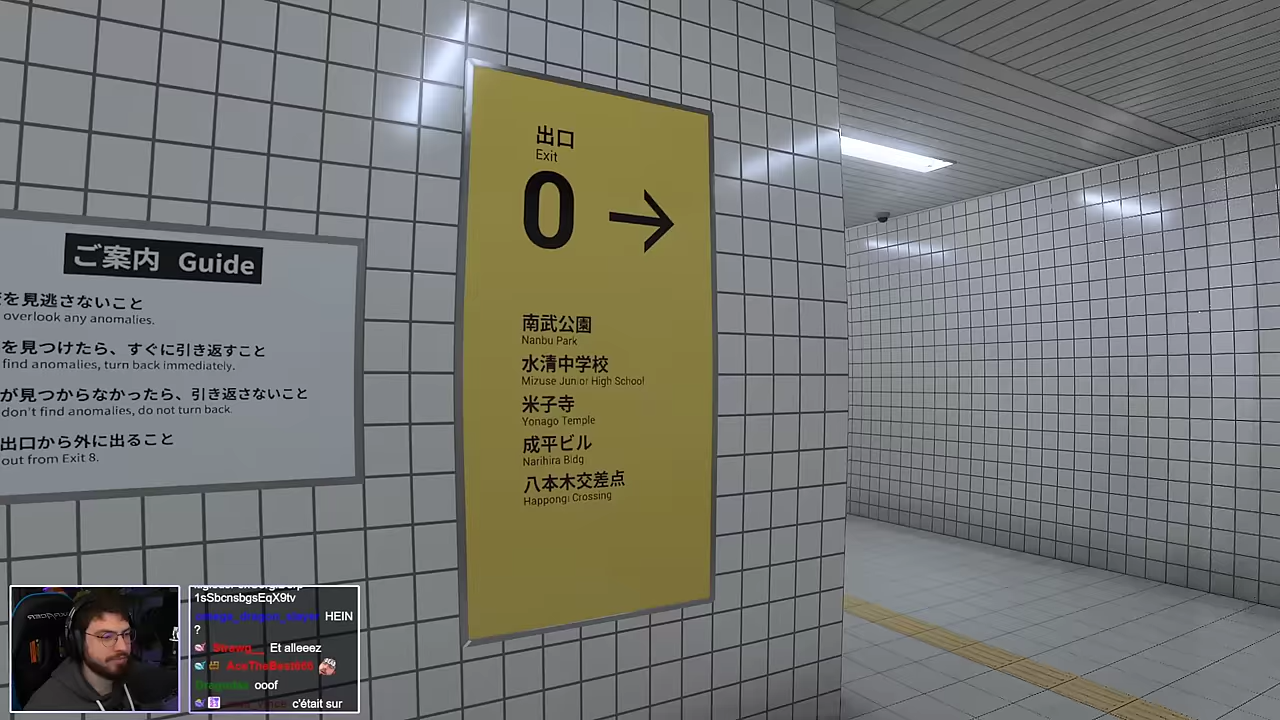 ご案内 Guide
を見逃さないこと
overlook any anomalies.
を見つけたら、すぐに引き返すこと
find anomalies, turn back immediately.
が見つからなかったら、引き返さないこと
don't find anomalies, do not turn back.
出口から外に出ること
out from Exit 8.
出口
Exit
0 →
南武公園
Nanbu Park
水清中学校
Mizuse Junior High School
米子寺
Yonago Temple
成平ビル
Narihira Bldg
八本木交差点
Happongi Crossing
1sSbcnsbgsEqX9tv
HEIN
?
Strewg__ Et alleeez
AceTheBest666
ooof
c'était sur